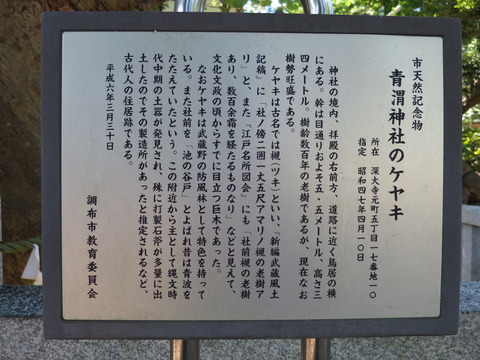 市天然記念物
青渭神社のケヤキ
所在 深大寺元町五丁目一七番地一〇
指定 昭和四七年四月一〇日
神社の境内、拝殿の右前方、道路に近く鳥居の横
にある。幹は目通りおよそ五・五メートル、高さ三
四メートル。樹齢数百年の老樹であるが、現在なお
樹勢旺盛である。
ケヤキは古名では槻(ツキ)といい、『新編武蔵風土
記稿』に「社ノ傍二囲一丈五尺アマリノ槻の老樹ア
リ」と、また『江戸名所図会』にも「社前槻の老樹
あり、数百余霜を経たるものなり」などと見えて、
文化文政の頃からすでに目立つ巨木であった。
なおケヤキは武蔵野の防風林として特色を持って
いる。また社前を「池の谷戸」とよばれ昔は青波を
たたえていたという。この附近から主として縄文時
代中期の土器が発見され、殊に打製石斧が多量に出
土したのでその製造所があったと推定されるなど、
古代人の住居跡である。
平成六年三月三十日
調布市教育委員会